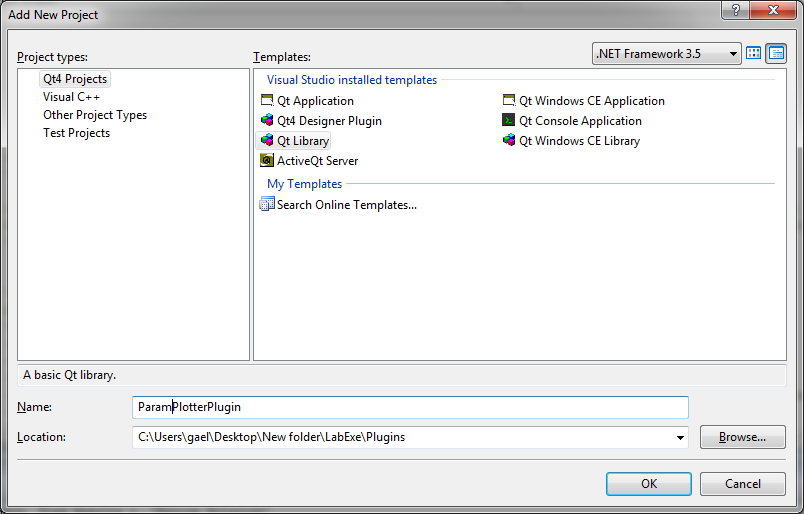 Add New Project
Project types:
Templates:
.NET Framework 3.5
Qt4 Projects
Visual C++
Other Project Types
Test Projects
Visual Studio installed templates
Qt Application
Qt Windows CE Application
Qt4 Designer Plugin
Qt Console Application
Qt Library
Qt Windows CE Library
ActiveQt Server
My Templates
Search Online Templates...
A basic Qt library.
Name:
ParamPlotterPlugin
Location:
C:\Users\gael\Desktop\New folder\LabExe\Plugins
Browse...
OK
Cancel